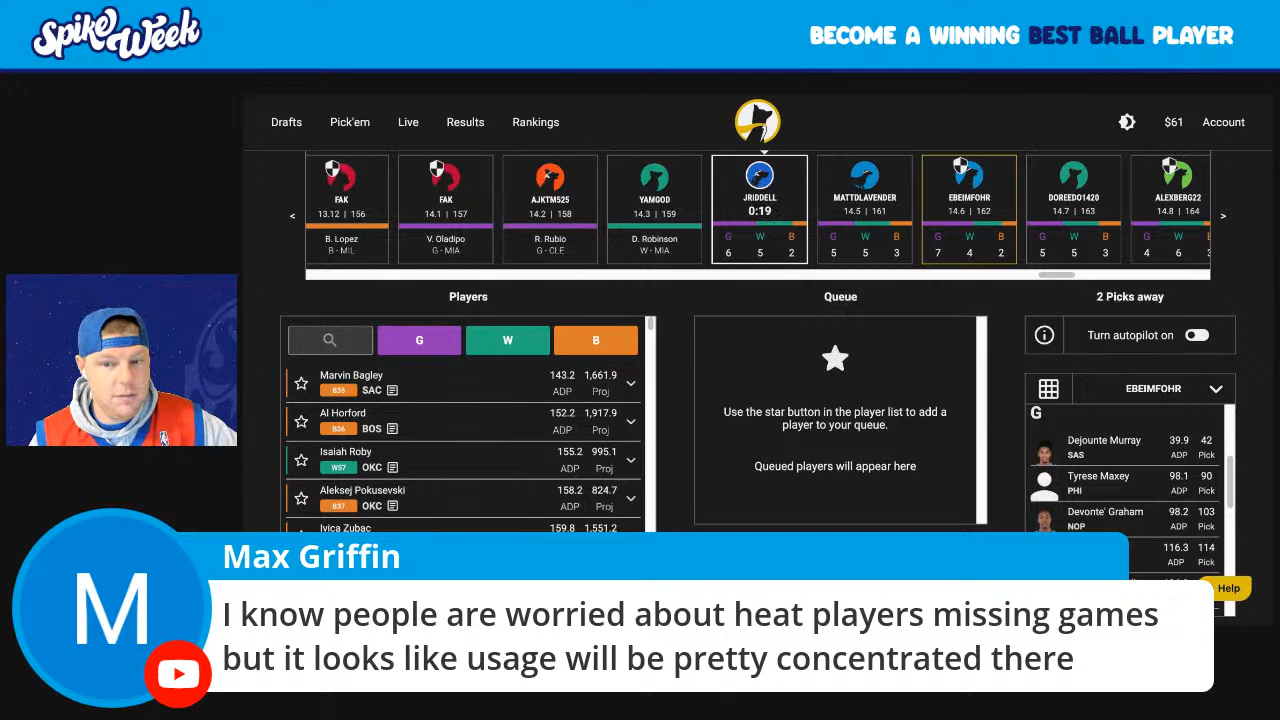 Spike Week
BECOME A WINNING BEST BALL PLAYER
Drafts Pick'em Live Results Rankings
$61 Account
<
FAK
13.12 | 156
B. Lopez
B - MIL
FAK
14.1 | 157
V. Oladipo
G - MIA
AJKTM525
14.2 | 158
R. Rubio
G - CLE
YAMGOD
14.3 | 159
D. Robinson
W - MIA
JRIDDELL
0:19
G W B
6 5 2
MATTDLAVENDER
14.5 | 161
G W B
5 5 3
EBEIMFOHR
14.6 | 162
G W B
7 4 2
DOREEDO1420
14.7 | 163
G W B
5 5 3
ALEXBERG22
14.8 | 164
G W
4 6
>
Players
G W B
Marvin Bagley 143.2 1,661.9
B35 SAC ADP Proj
Al Horford 152.2 1,917.9
B36 BOS ADP Proj
Isaiah Roby 155.2 995.1
W57 OKC ADP Proj
Aleksej Pokusevski 158.2 824.7
B37 OKC ADP Proj
Ivica Zubac 159.8 1,551.2
Queue
Use the star button in the player list to add a
player to your queue.
Queued players will appear here
2 Picks away
Turn autopilot on
EBEIMFOHR
G
Dejounte Murray 39.9 42
SAS ADP Pick
Tyrese Maxey 98.1 90
PHI ADP Pick
Devonte' Graham 98.2 103
NOP ADP Pick
116.3 114
ADP Pick
Help
M
Max Griffin
I know people are worried about heat players missing games
but it looks like usage will be pretty concentrated there